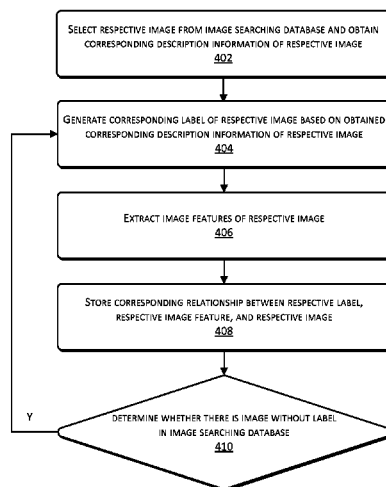 SELECT RESPECTIVE IMAGE FROM IMAGE SEARCHING DATABASE AND OBTAIN
CORRESPONDING DESCRIPTION INFORMATION OF RESPECTIVE IMAGE
402
GENERATE CORRESPONDING LABEL OF RESPECTIVE IMAGE BASED ON OBTAINED
CORRESPONDING DESCRIPTION INFORMATION OF RESPECTIVE IMAGE
404
EXTRACT IMAGE FEATURES OF RESPECTIVE IMAGE
406
STORE CORRESPONDING RELATIONSHIP BETWEEN RESPECTIVE LABEL,
RESPECTIVE IMAGE FEATURE, AND RESPECTIVE IMAGE
408
Y
DETERMINE WHETHER THERE IS IMAGE WITHOUT LABEL
IN IMAGE SEARCHING DATABASE
410